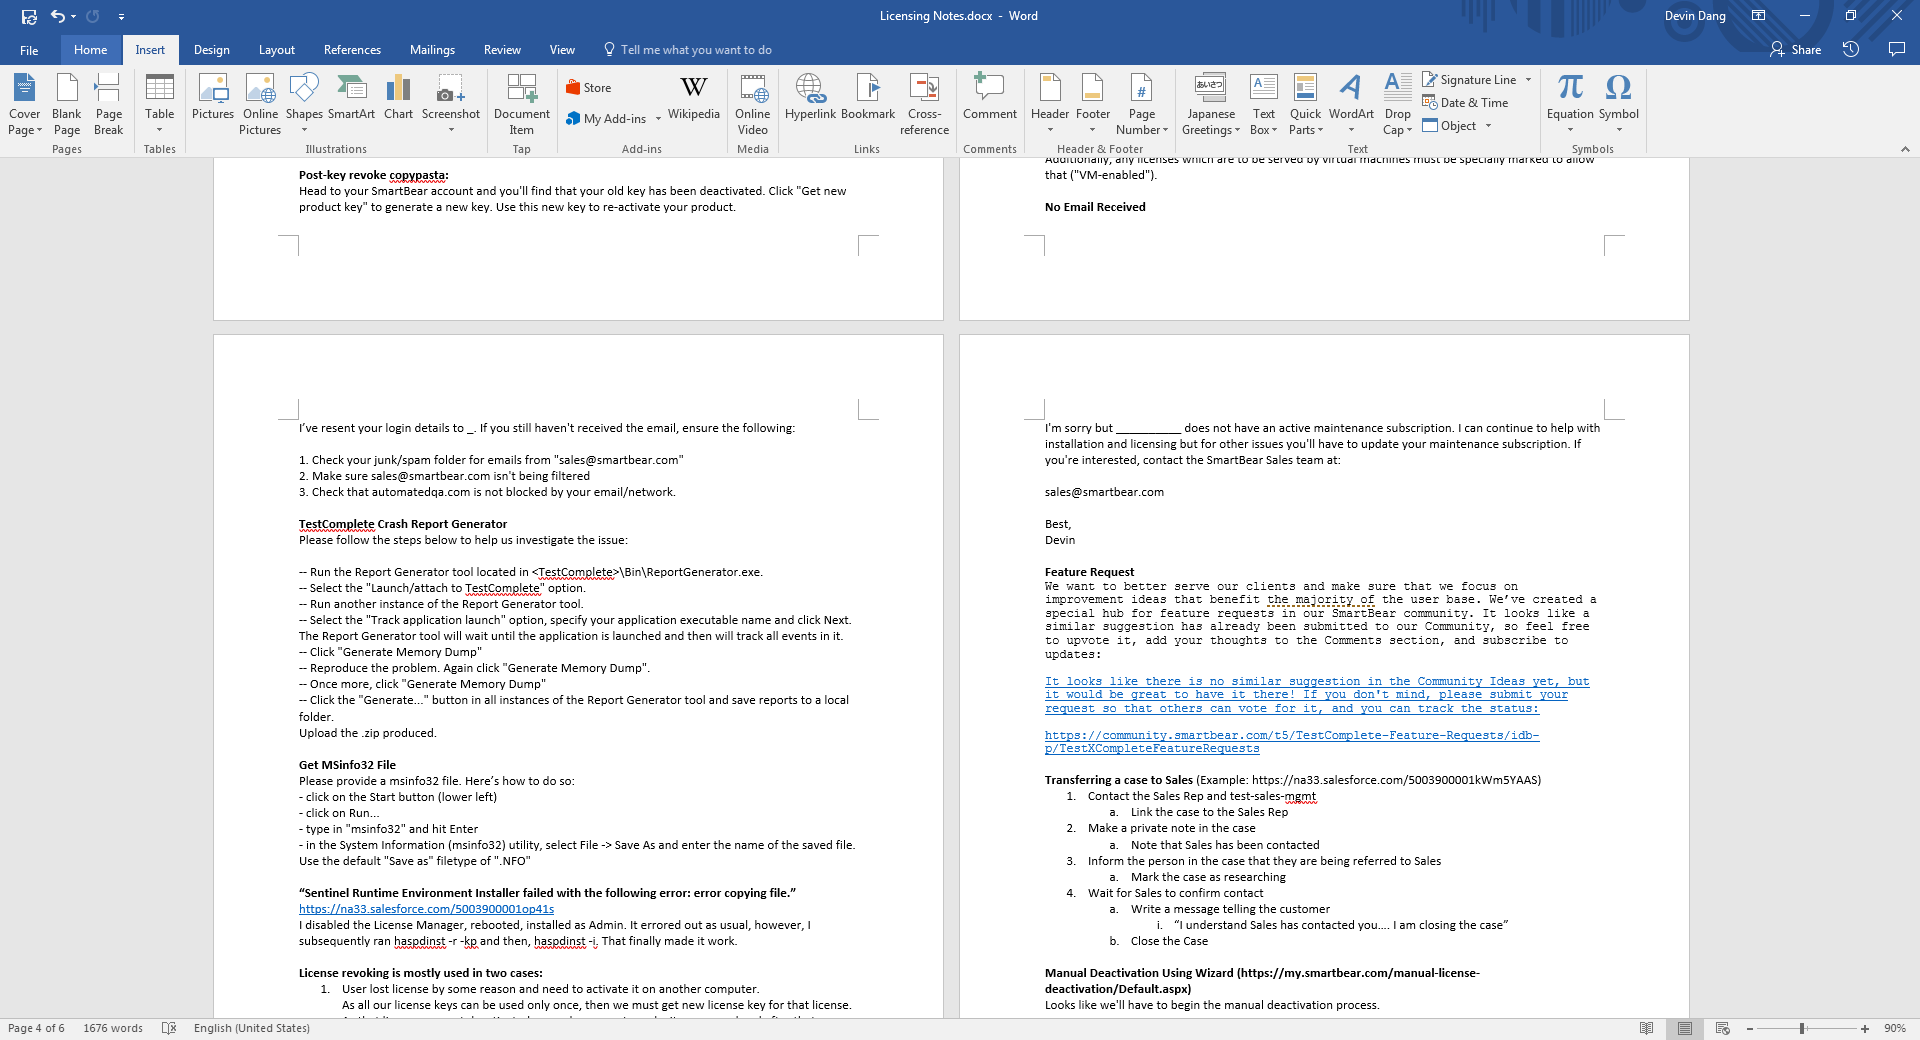 Licensing Notes.docx - Word
Devin Dang
File
Home
Insert
Design
Layout
References
Mailings
Review
View
Tell me what you want to do
Share
Cover
Page
Blank
Page
Page
Break
Pages
Table
Tables
Pictures
Online
Pictures
Shapes
SmartArt
Chart
Screenshot
Illustrations
Document
Item
Tap
Store
My Add-ins
W
Wikipedia
Add-ins
Online
Video
Media
Hyperlink
Bookmark
Cross-
reference
Links
Comment
Comments
Header
Footer
#
Page
Number
Header & Footer
あいさつ
Japanese
Greetings
A
Text
Box
Quick
Parts
A
WordArt
A
Drop
Cap
Signature Line
Date & Time
Object
Text
π
Equation
Ω
Symbol
Symbols
Post-key revoke copypasta:
Head to your SmartBear account and you'll find that your old key has been deactivated. Click "Get new
product key" to generate a new key. Use this new key to re-activate your product.
Additionally, any licenses which are to be served by virtual machines must be specially marked to allow
that ("VM-enabled").
No Email Received
I've resent your login details to _. If you still haven't received the email, ensure the following:
1. Check your junk/spam folder for emails from "sales@smartbear.com"
2. Make sure sales@smartbear.com isn't being filtered
3. Check that automatedqa.com is not blocked by your email/network.
TestComplete Crash Report Generator
Please follow the steps below to help us investigate the issue:
-- Run the Report Generator tool located in <TestComplete>\Bin\ReportGenerator.exe.
-- Select the "Launch/attach to TestComplete" option.
-- Run another instance of the Report Generator tool.
-- Select the "Track application launch" option, specify your application executable name and click Next.
The Report Generator tool will wait until the application is launched and then will track all events in it.
-- Click "Generate Memory Dump"
-- Reproduce the problem. Again click "Generate Memory Dump".
-- Once more, click "Generate Memory Dump"
-- Click the "Generate..." button in all instances of the Report Generator tool and save reports to a local
folder.
Upload the .zip produced.
Get MSinfo32 File
Please provide a msinfo32 file. Here's how to do so:
- click on the Start button (lower left)
- click on Run...
- type in "msinfo32" and hit Enter
- in the System Information (msinfo32) utility, select File -> Save As and enter the name of the saved file.
Use the default "Save as" filetype of ".NFO"
“Sentinel Runtime Environment Installer failed with the following error: error copying file.”
https://na33.salesforce.com/5003900001op41s
I disabled the License Manager, rebooted, installed as Admin. It errored out as usual, however, I
subsequently ran haspdinst -r -kp and then, haspdinst -i. That finally made it work.
License revoking is mostly used in two cases:
1. User lost license by some reason and need to activate it on another computer.
As all our license keys can be used only once, then we must get new license key for that license.
I'm sorry but __________ does not have an active maintenance subscription. I can continue to help with
installation and licensing but for other issues you'll have to update your maintenance subscription. If
you're interested, contact the SmartBear Sales team at:
sales@smartbear.com
Best,
Devin
Feature Request
We want to better serve our clients and make sure that we focus on
improvement ideas that benefit the majority of the user base. We’ve created a
special hub for feature requests in our SmartBear community. It looks like a
similar suggestion has already been submitted to our Community, so feel free
to upvote it, add your thoughts to the Comments section, and subscribe to
updates:
It looks like there is no similar suggestion in the Community Ideas yet, but
it would be great to have it there! If you don't mind, please submit your
request so that others can vote for it, and you can track the status:
https://community.smartbear.com/t5/TestComplete-Feature-Requests/idb-
p/TestXCompleteFeatureRequests
Transferring a case to Sales (Example: https://na33.salesforce.com/5003900001kWm5YAAS)
1. Contact the Sales Rep and test-sales-mgmt
a. Link the case to the Sales Rep
2. Make a private note in the case
a. Note that Sales has been contacted
3. Inform the person in the case that they are being referred to Sales
a. Mark the case as researching
4. Wait for Sales to confirm contact
a. Write a message telling the customer
i. “I understand Sales has contacted you.... I am closing the case”
b. Close the Case
Manual Deactivation Using Wizard (https://my.smartbear.com/manual-license-
deactivation/Default.aspx)
Looks like we'll have to begin the manual deactivation process.
Page 4 of 6
1676 words
English (United States)
90%